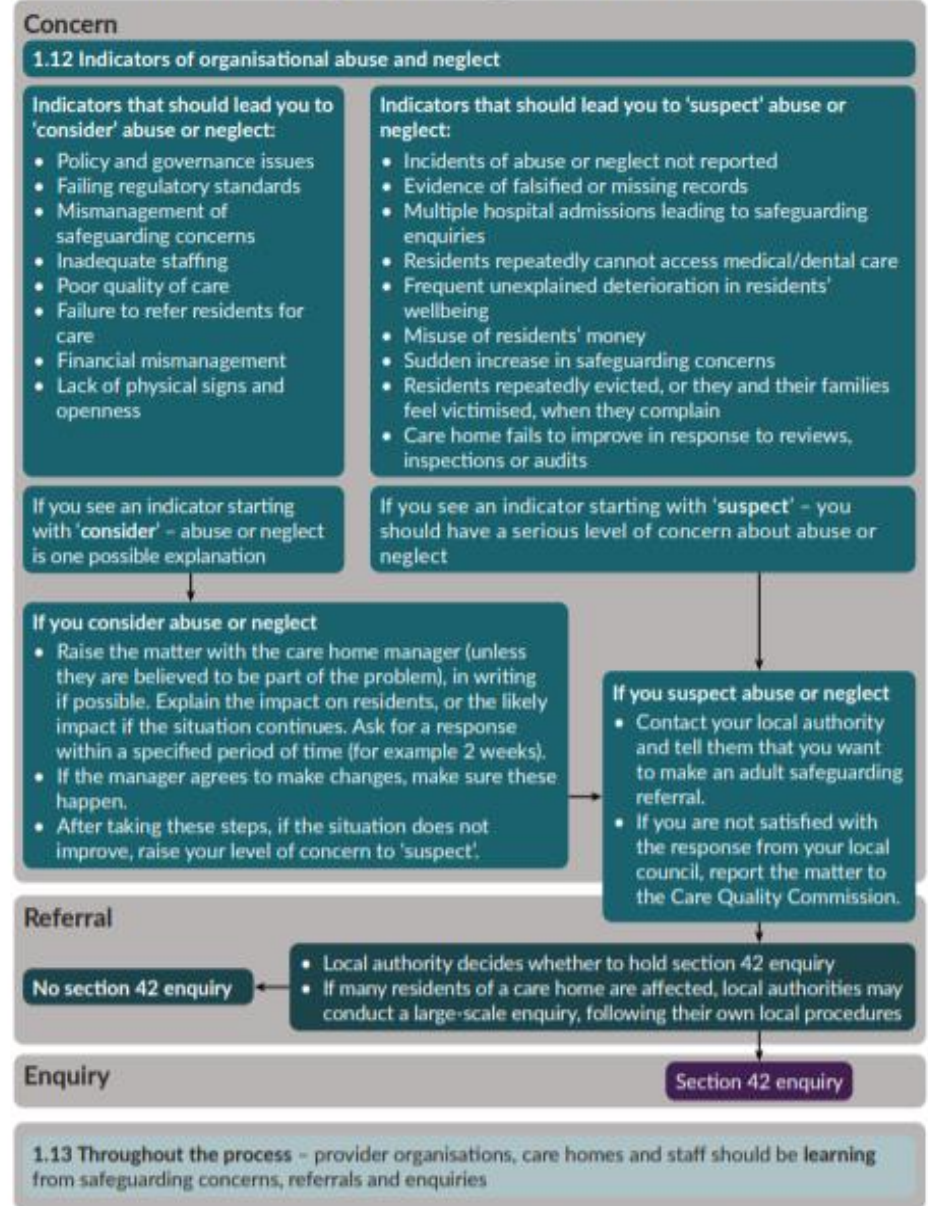 Concern
1.12 Indicators of organisational abuse and neglect
Indicators that should lead you to
'consider' abuse or neglect:
• Policy and governance issues
• Failing regulatory standards
• Mismanagement of
safeguarding concerns
• Inadequate staffing
• Poor quality of care
• Failure to refer residents for
care
• Financial mismanagement
• Lack of physical signs and
openness
Indicators that should lead you to 'suspect' abuse or
neglect:
• Incidents of abuse or neglect not reported
• Evidence of falsified or missing records
• Multiple hospital admissions leading to safeguarding
enquiries
• Residents repeatedly cannot access medical/dental care
• Frequent unexplained deterioration in residents'
wellbeing
• Misuse of residents' money
• Sudden increase in safeguarding concerns
• Residents repeatedly evicted, or they and their families
feel victimised, when they complain
• Care home fails to improve in response to reviews,
inspections or audits
If you see an indicator starting
with 'consider' – abuse or neglect
is one possible explanation
If you see an indicator starting with 'suspect' – you
should have a serious level of concern about abuse or
neglect
If you consider abuse or neglect
• Raise the matter with the care home manager (unless
they are believed to be part of the problem), in writing
if possible. Explain the impact on residents, or the likely
impact if the situation continues. Ask for a response
within a specified period of time (for example 2 weeks).
• If the manager agrees to make changes, make sure these
happen.
• After taking these steps, if the situation does not
improve, raise your level of concern to 'suspect'.
If you suspect abuse or neglect
• Contact your local authority
and tell them that you want
to make an adult safeguarding
referral.
• If you are not satisfied with
the response from your local
council, report the matter to
the Care Quality Commission.
Referral
• Local authority decides whether to hold section 42 enquiry
• If many residents of a care home are affected, local authorities may
conduct a large-scale enquiry, following their own local procedures
No section 42 enquiry
Enquiry
Section 42 enquiry
1.13 Throughout the process – provider organisations, care homes and staff should be learning
from safeguarding concerns, referrals and enquiries